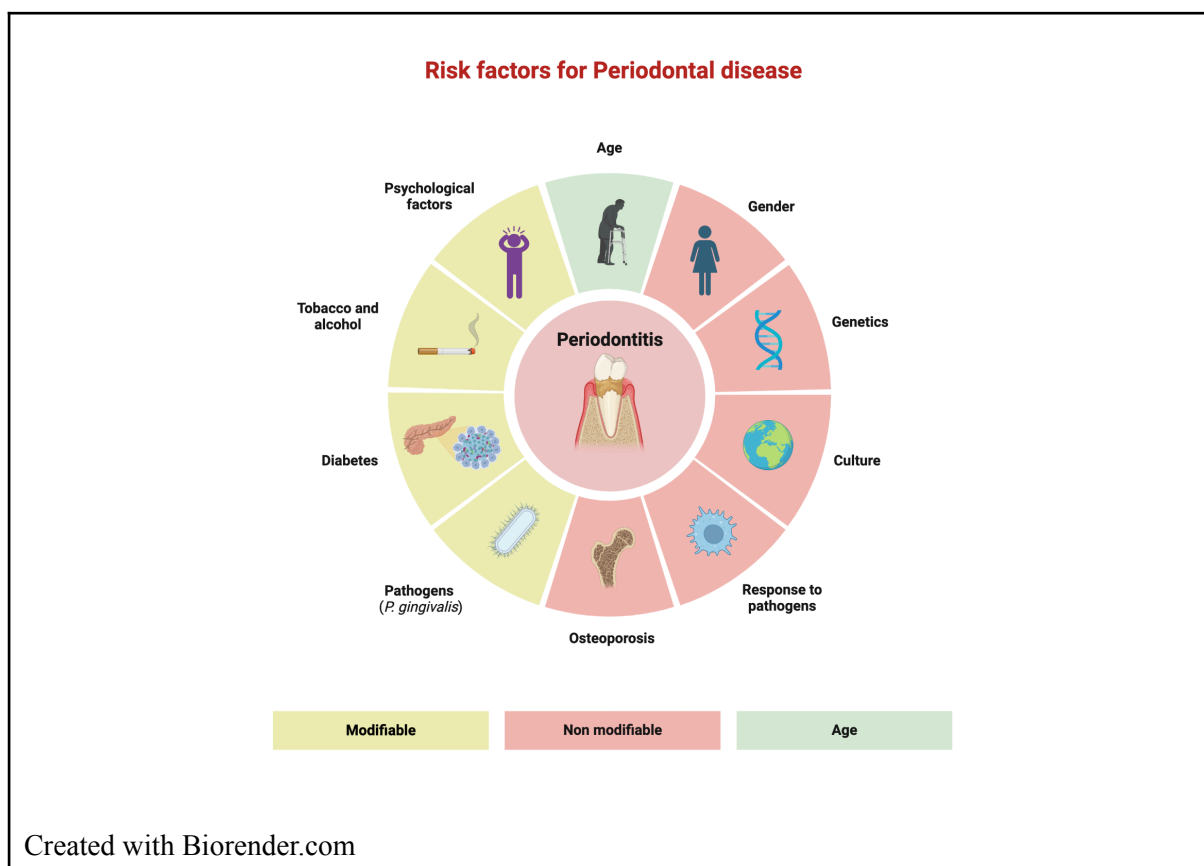 Risk factors for Periodontal disease
Age
Psychological
factors
Gender
Tobacco and
alcohol
Genetics
Periodontitis
Diabetes
Culture
Pathogens
(P. gingivalis)
Response to
pathogens
Osteoporosis
Modifiable
Non modifiable
Age
Created with Biorender.com